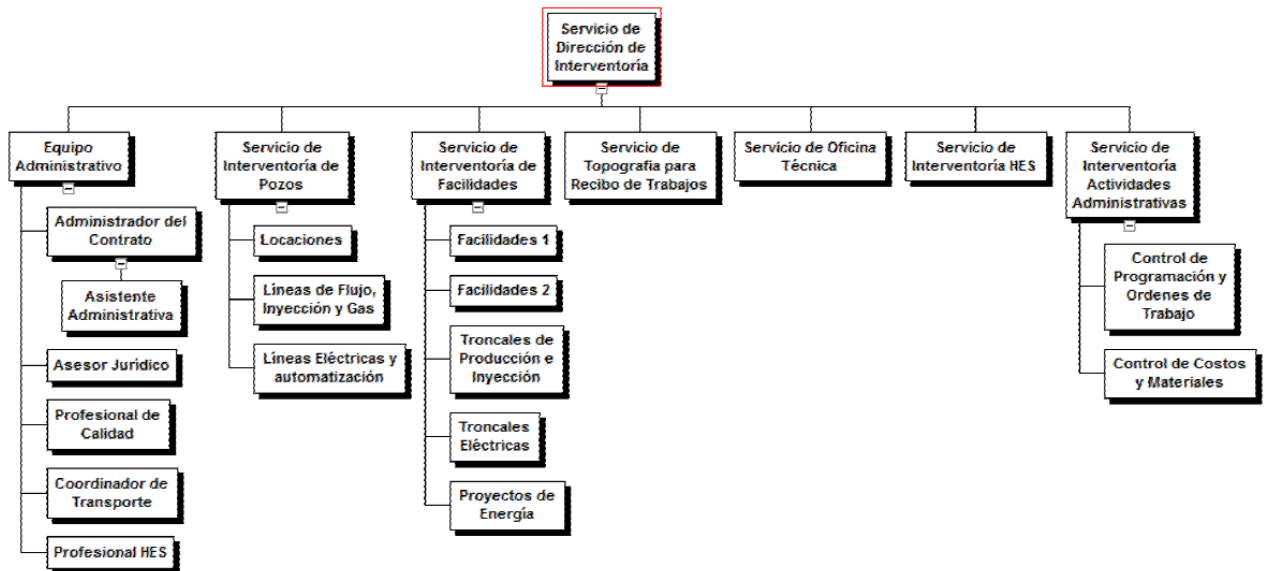 Servicio de
Dirección de
Interventoría
Equipo
Administrativo
Administrador del
Contrato
Asistente
Administrativa
Asesor Jurídico
Profesional de
Calidad
Coordinador de
Transporte
Profesional HES
Servicio de
Interventoría de
Pozos
Locaciones
Líneas de Flujo,
Inyección y Gas
Líneas Eléctricas y
automatización
Servicio de
Interventoría de
Facilidades
Facilidades 1
Facilidades 2
Troncales de
Producción e
Inyección
Troncales
Eléctricas
Proyectos de
Energía
Servicio de
Topografía para
Recibo de Trabajos
Servicio de Oficina
Técnica
Servicio de
Interventoría HES
Servicio de
Interventoría
Actividades
Administrativas
Control de
Programación y
Ordenes de
Trabajo
Control de Costos
y Materiales